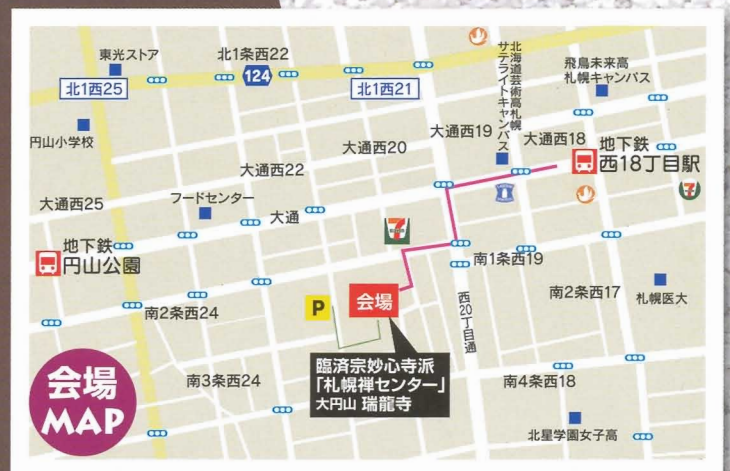 東光ストア
北1条西22
124
北1西25
北1西21
北海道芸術高札幌
サテライトキャンパス
飛鳥未来高
札幌キャンパス
円山小学校
大通西19
大通西18
大通西20
地下鉄
西18丁目駅
大通西22
大通西25
フードセンター
大通
7
7
地下鉄
円山公園
南1条西19
南2条西17
札幌医大
南2条西24
P
会場
西20丁目通
臨済宗妙心寺派
「札幌禅センター」
大円山 瑞龍寺
会場
MAP
南3条西24
南4条西18
北星学園女子高